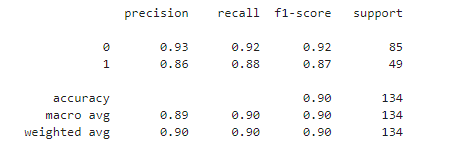 precision recall f1-score support
0 0.93 0.92 0.92 85
1 0.86 0.88 0.87 49
accuracy 0.90 134
macro avg 0.89 0.90 0.90 134
weighted avg 0.90 0.90 0.90 134